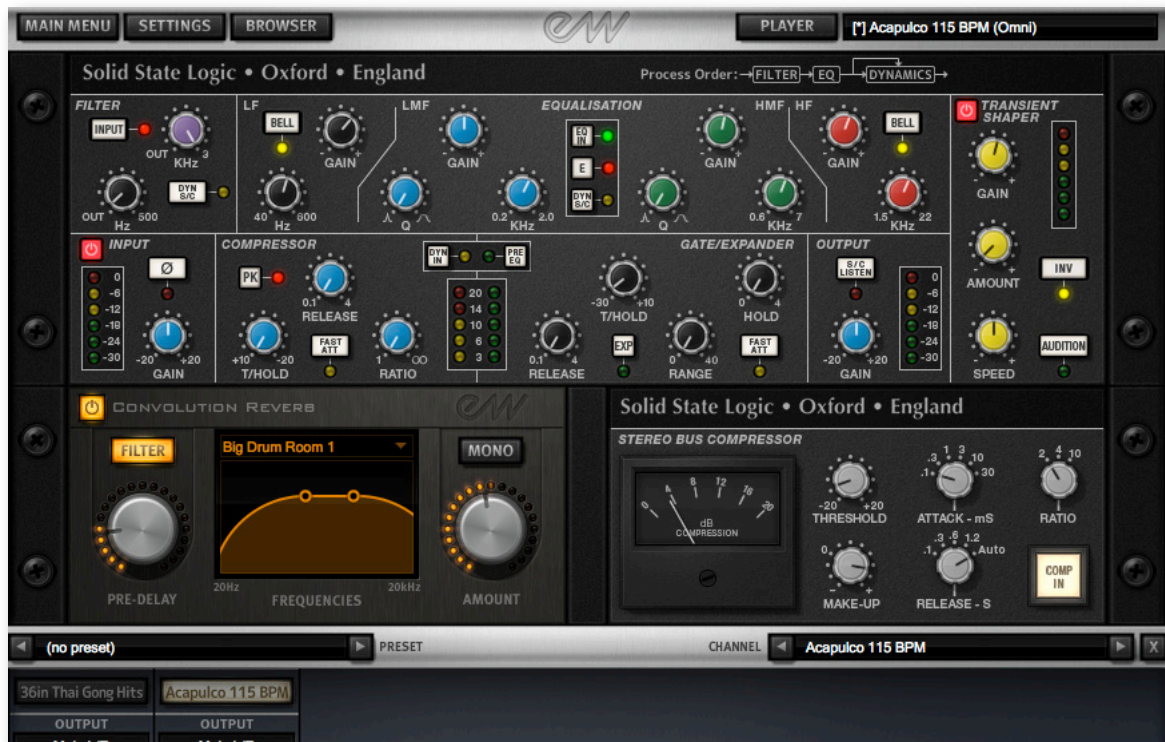 MAIN MENU SETTINGS BROWSER
EW
PLAYER [*] Acapulco 115 BPM (Omni)
Solid State Logic • Oxford • England
Process Order: FILTER EQ DYNAMICS
FILTER
INPUT
OUT 3
KHz
OUT 500
Hz
DYN S/C
LF
BELL
- +
GAIN
40 600
Hz
LMF
EQUALISATION
HMF HF
GAIN
Q
0.2 2.0
KHz
EQ IN
E
DYN S/C
GAIN
Q
0.6 7
KHz
GAIN
BELL
1.5 22
KHz
TRANSIENT
SHAPER
- +
GAIN
- +
AMOUNT
INV
- +
SPEED
AUDITION
INPUT
Ø
0
-6
-12
-18
-24
-30
-20 +20
GAIN
COMPRESSOR
PK
0.1 4
RELEASE
+10 -20
T/HOLD
FAST ATT
1 ∞
RATIO
DYN IN
PRE EQ
20
14
10
6
3
GATE/EXPANDER
-30 +10
T/HOLD
0 4
HOLD
0.1 4
RELEASE
EXP
0 40
RANGE
FAST ATT
OUTPUT
S/C LISTEN
0
-6
-12
-18
-24
-30
-20 +20
GAIN
CONVOLUTION REVERB
EW
FILTER
Big Drum Room 1
MONO
PRE-DELAY
20Hz 20kHz
FREQUENCIES
AMOUNT
Solid State Logic • Oxford • England
STEREO BUS COMPRESSOR
0 4 8 12 16 20
dB
COMPRESSION
-20 +20
THRESHOLD
.1 .3 1 3 10 30
ATTACK - mS
2 4 10
RATIO
0
- +
MAKE-UP
.1 .3 .6 1.2 Auto
RELEASE - S
COMP
IN
(no preset) PRESET
CHANNEL Acapulco 115 BPM X
36in Thai Gong Hits Acapulco 115 BPM
OUTPUT OUTPUT